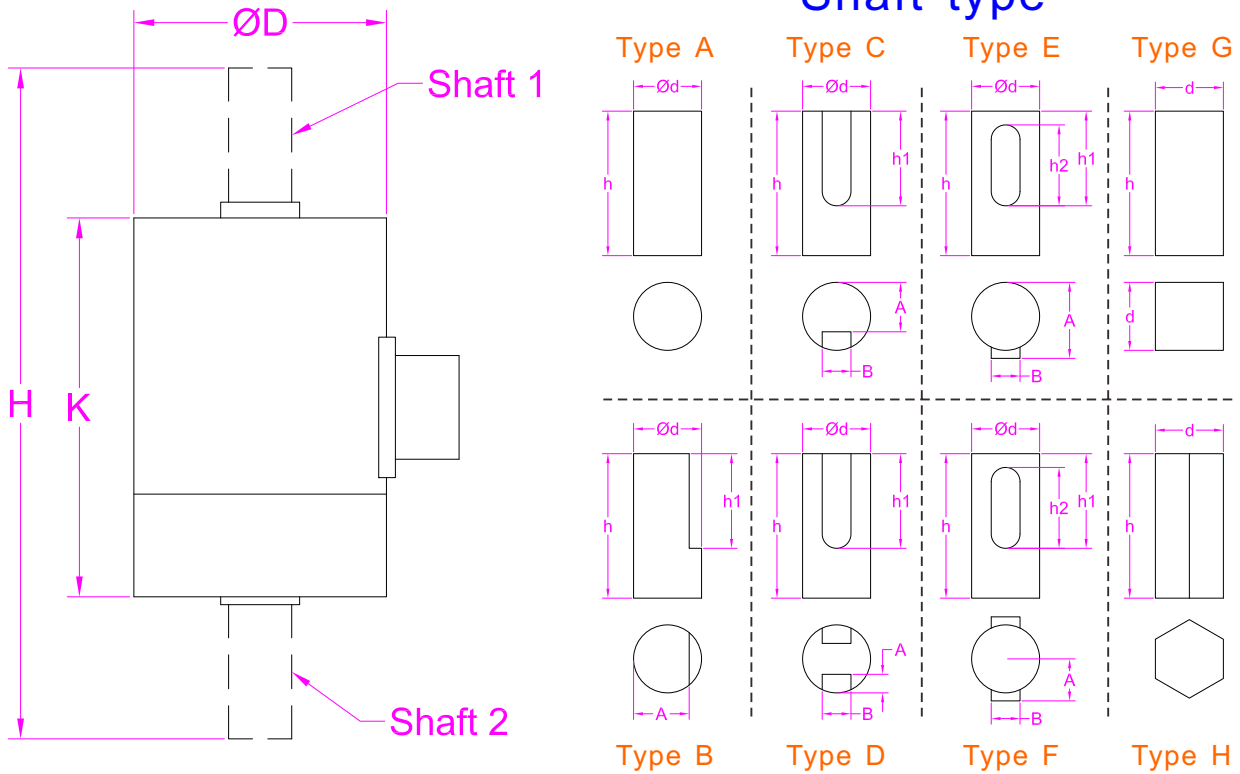 Shaft type
ØD
Shaft 1
H
K
Shaft 2
Type A
Type C
Type E
Type G
Ød
h
Ød
h
h1
A
B
Ød
h
h2
h1
A
B
d
h
d
Ød
h
h1
A
Ød
h
h1
A
B
Ød
h
h2
h1
A
B
d
h
Type B
Type D
Type F
Type H